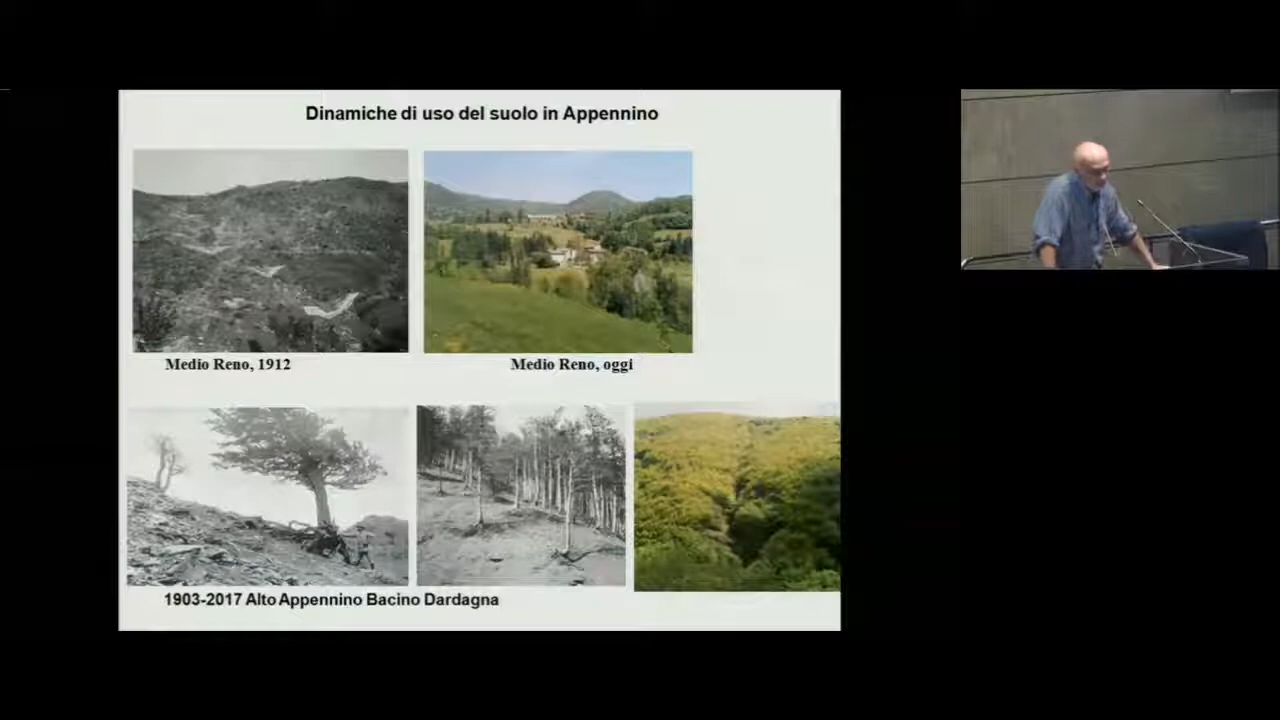 Dinamiche di uso del suolo in Appennino
Medio Reno, 1912
Medio Reno, oggi
1903-2017 Alto Appennino Bacino Dardagna